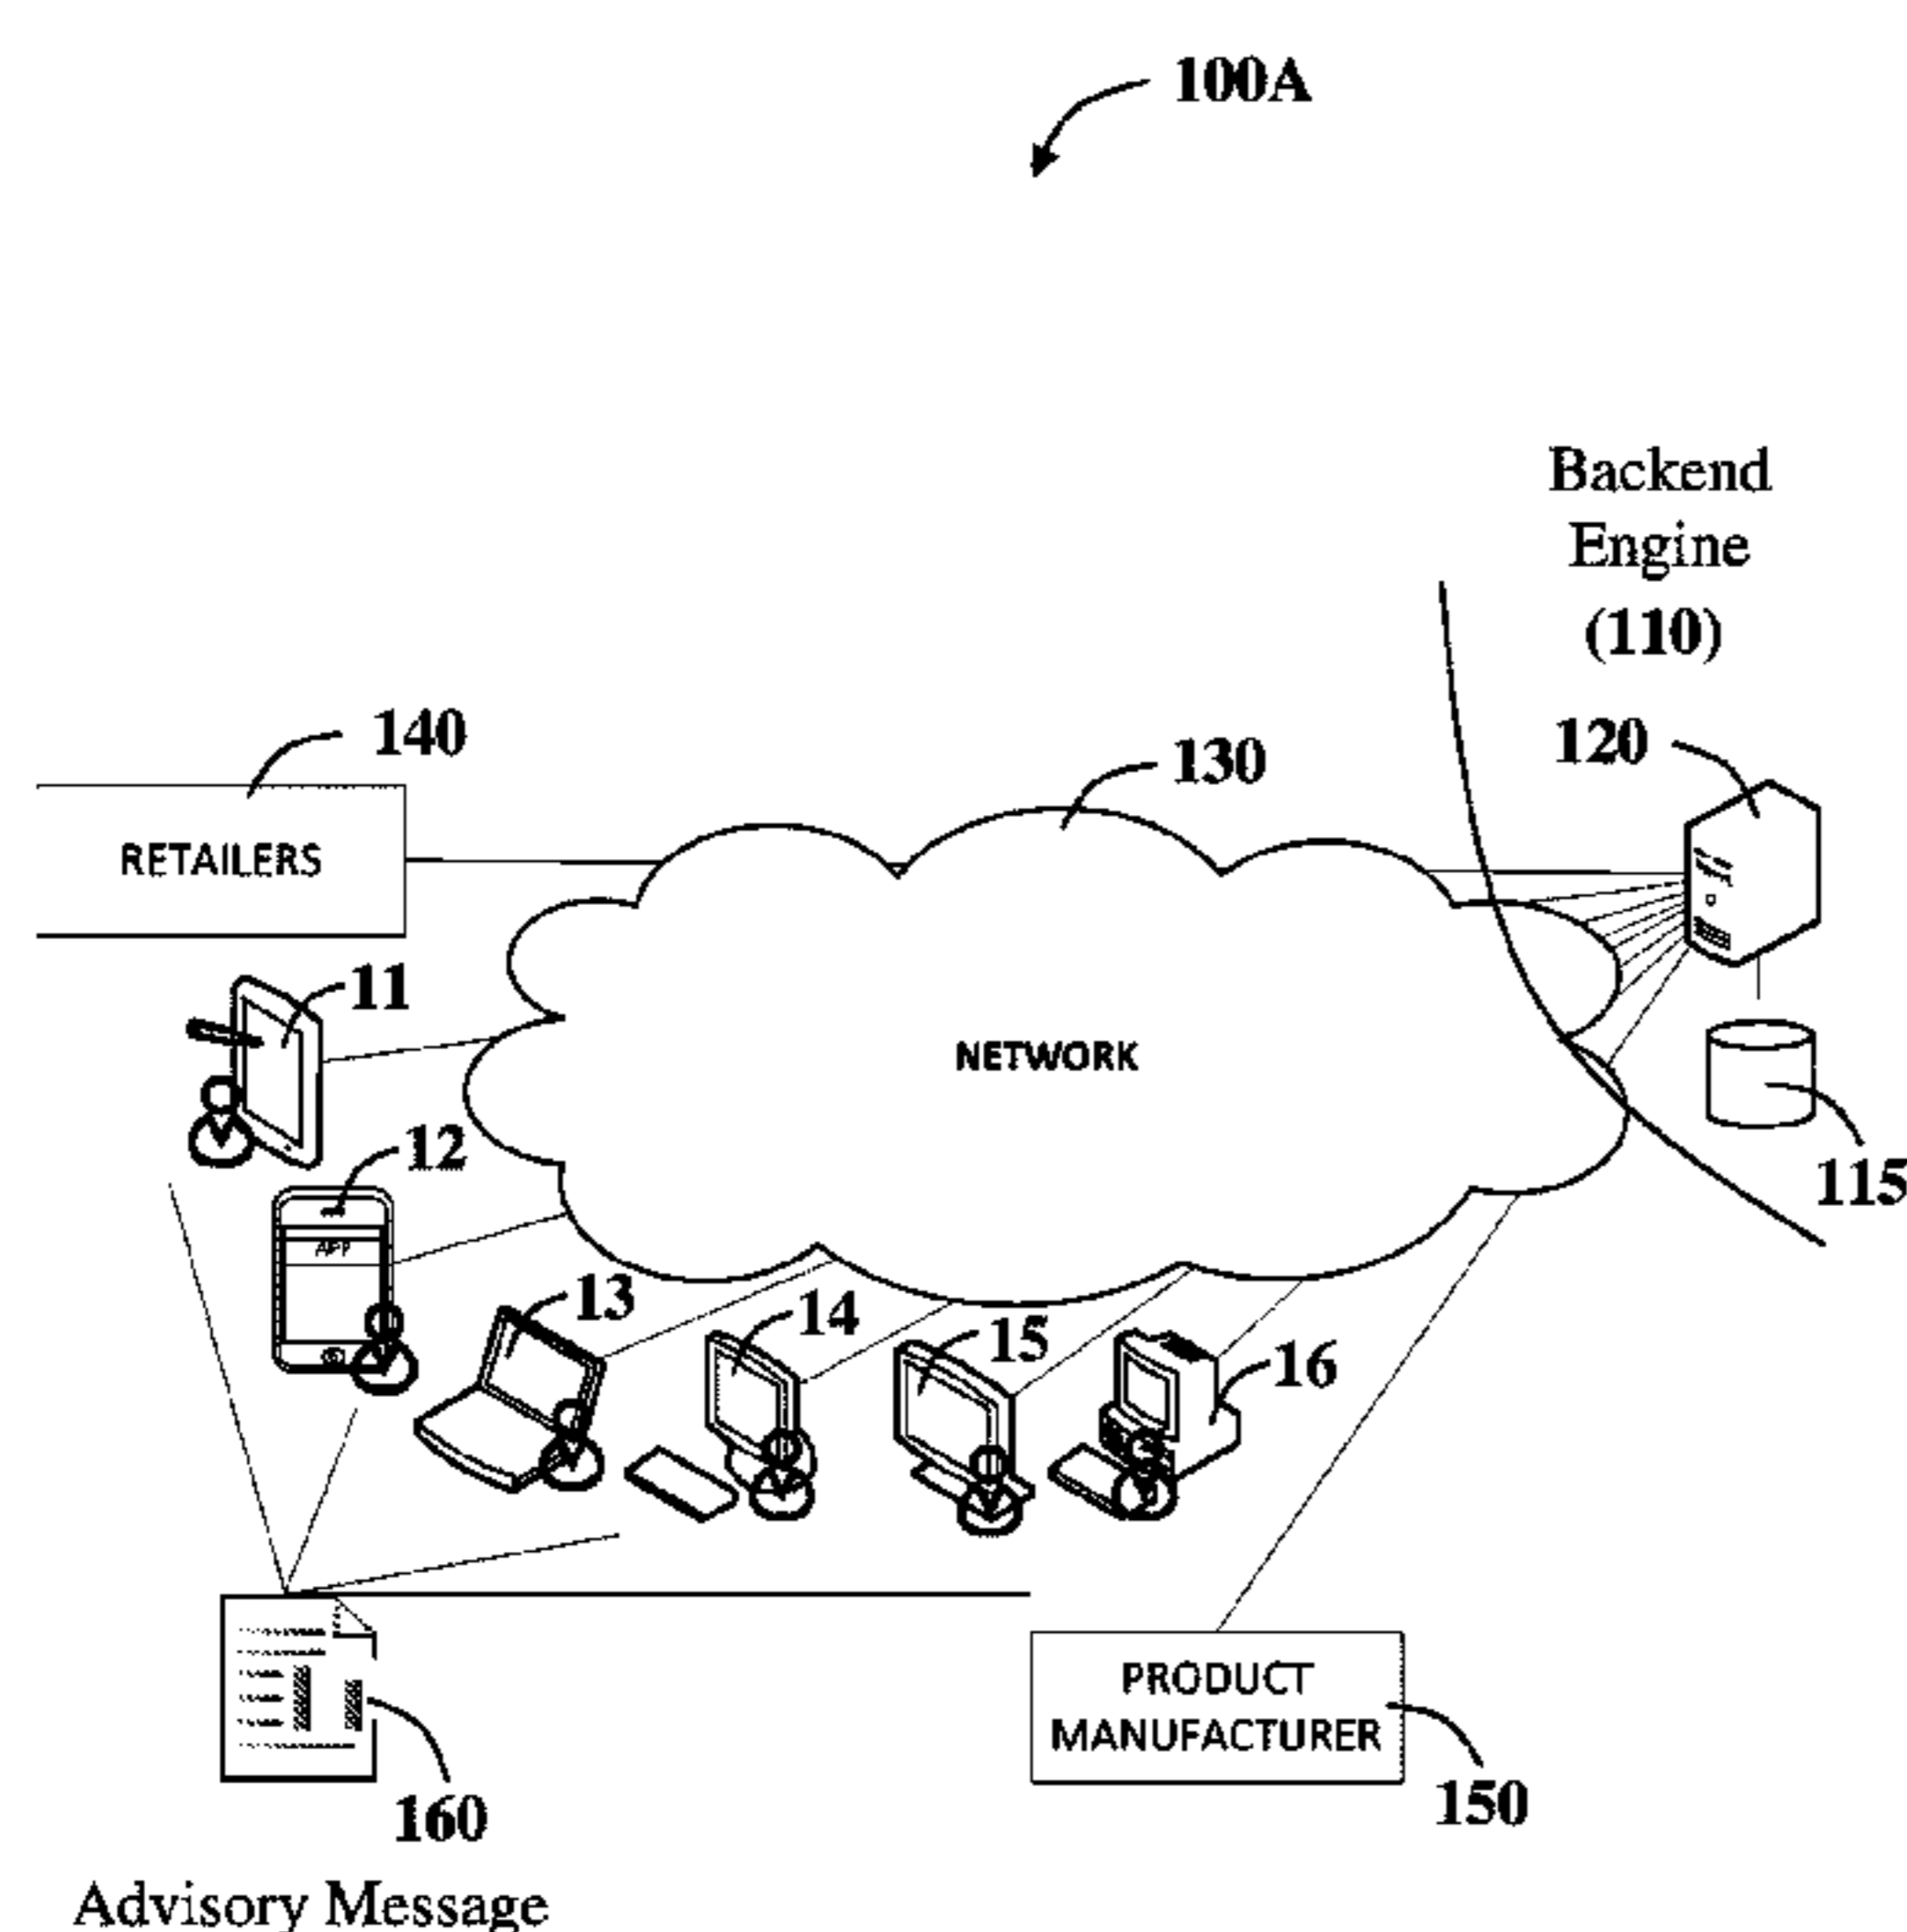 100A
Backend
Engine
(110)
140
130
120
RETAILERS
11
NETWORK
12
115
APP
13
14
15
16
PRODUCT
MANUFACTURER
150
160
Advisory Message